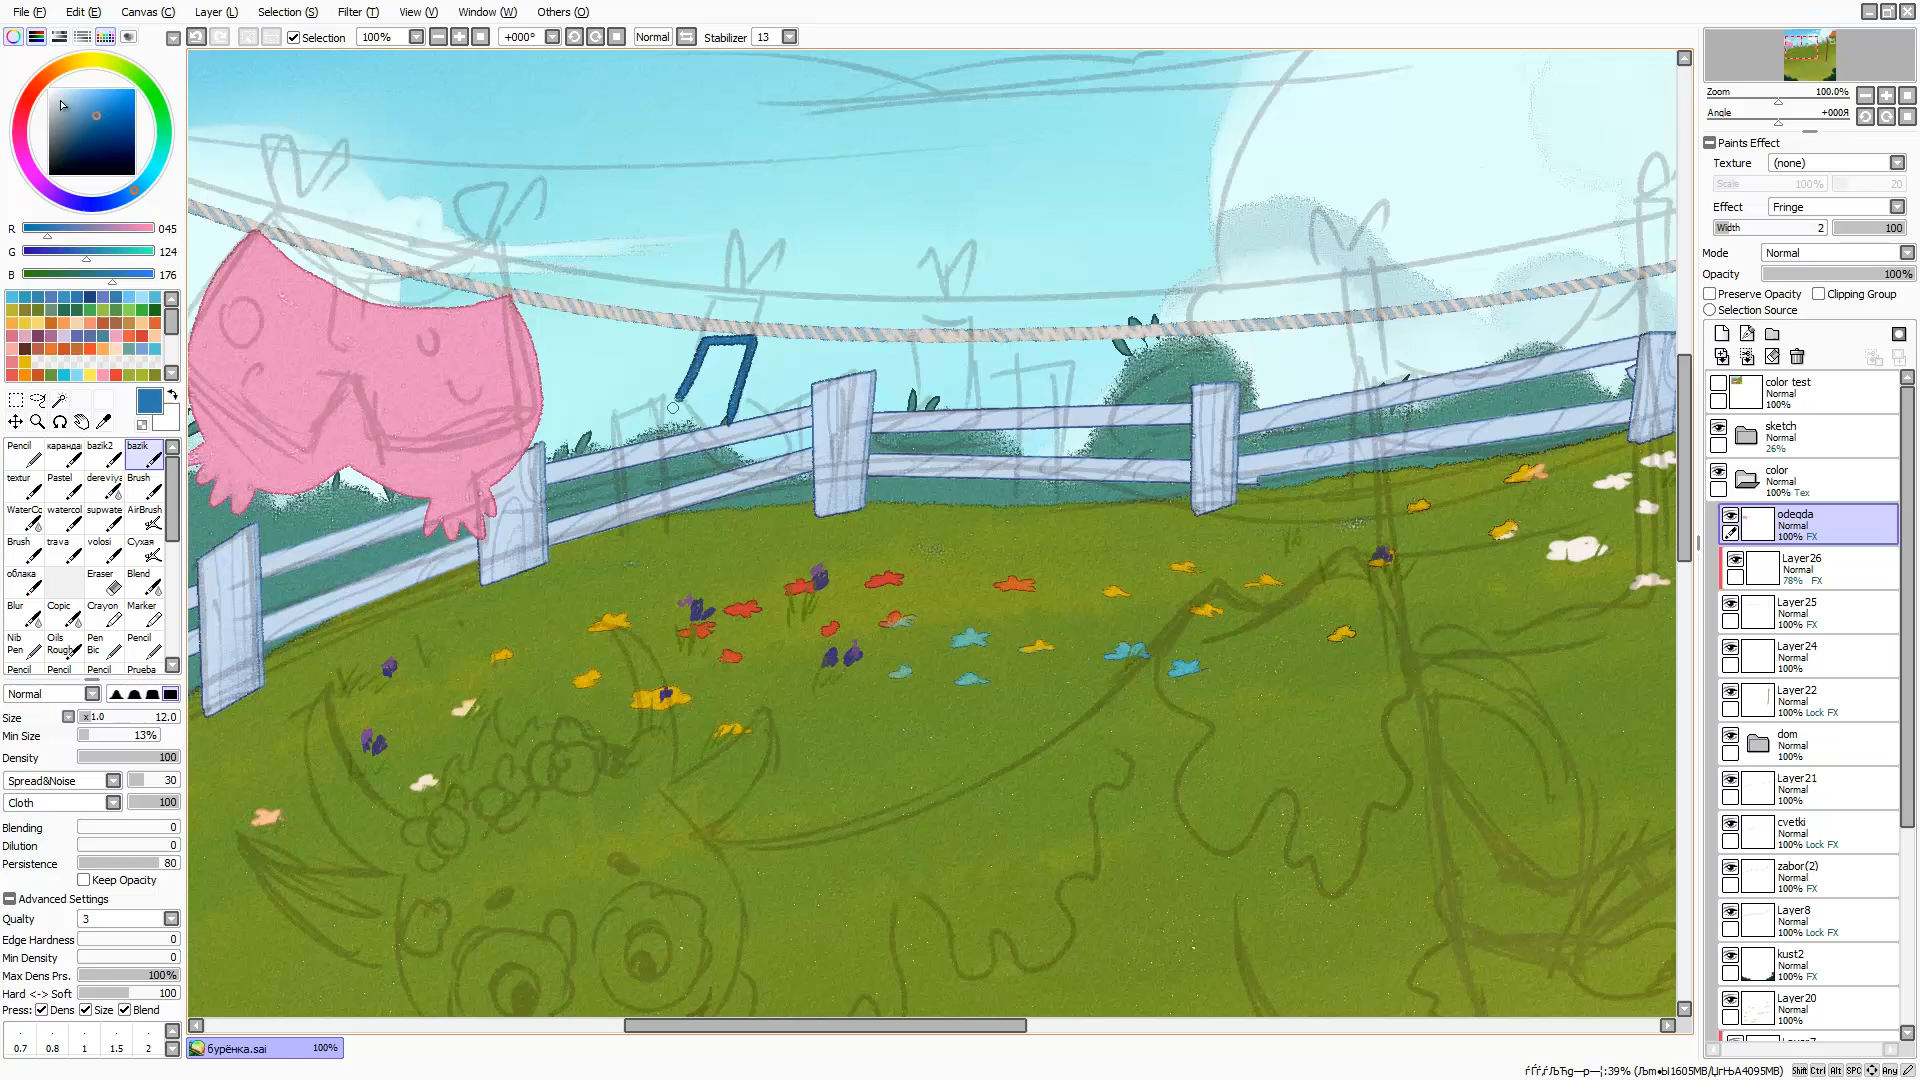 File (F) Edit (E) Canvas (C) Layer (L) Selection (S) Filter (T) View (V) Window (W) Others (O)
Selection 100% +000° Normal Stabilizer 13
R 045
G 124
B 176
Pencil каранда bazik2 bazik
textur Pastel dereviya Brush
WaterCo watercol supwate AirBrush
Brush trava volosi Сухая
облака Eraser Blend
Blur Copic Crayon Marker
Nib Pen Oils Rough Pen Bic Pencil
Pencil Pencil Pencil Prueba
Normal
Size x1.0 12.0
Min Size 13%
Density 100
Spread&Noise 30
Cloth 100
Blending 0
Dilution 0
Persistence 80
Keep Opacity
Advanced Settings
Qualty 3
Edge Hardness 0
Min Density 0
Max Dens Prs. 100%
Hard <-> Soft 100
Press: Dens Size Blend
0.7 0.8 1 1.5 2
бурёнка.sai 100%
Zoom 100.0%
Angle +000Я
Paints Effect
Texture (none)
Scale 100% 20
Effect Fringe
Width 2 100
Mode Normal
Opacity 100%
Preserve Opacity Clipping Group
Selection Source
color test
100%
sketch
Normal
26%
color
Normal
100% Tex
odegda
Normal
100% FX
Layer26
Normal
78% FX
Layer25
Normal
100% FX
Layer24
Normal
100%
Layer22
Normal
100% Lock FX
dom
Normal
100%
Layer21
Normal
100%
cvetki
Normal
100% Lock FX
zabor(2)
Normal
100% FX
Layer8
Normal
100% Lock FX
kust2
Normal
100% FX
Layer20
Normal
100%
Shift Ctrl Alt SPC Any